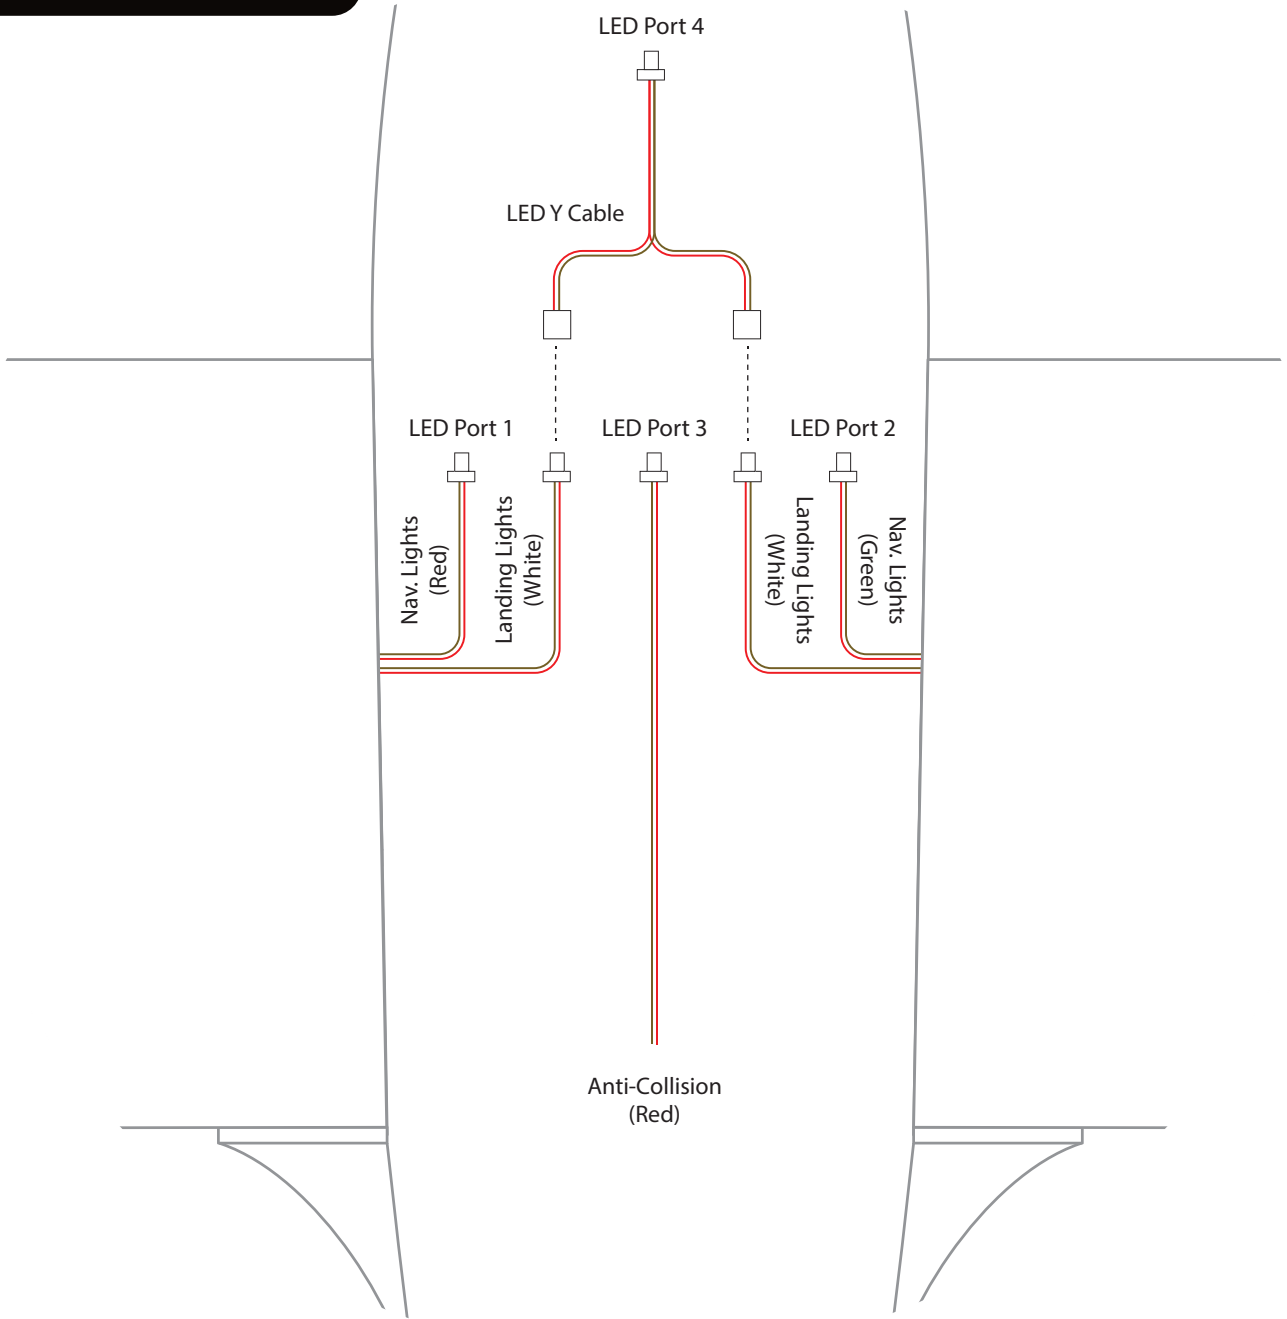 LED Port 4
LED Y Cable
LED Port 1
LED Port 3
LED Port 2
Nav. Lights
(Red)
Landing Lights
(White)
Landing Lights
(White)
Nav. Lights
(Green)
Anti-Collision
(Red)